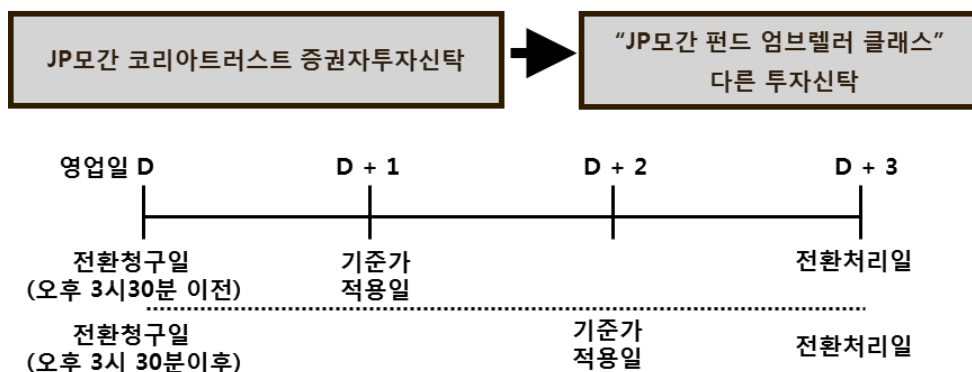 JP모간 코리아트러스트 증권자투자신탁
“JP모간 펀드 엄브렐러 클래스”
다른 투자신탁
영업일 D
D + 1
D + 2
D + 3
전환청구일
(오후 3시30분 이전)
기준가
적용일
전환처리일
전환청구일
(오후 3시 30분이후)
기준가
적용일
전환처리일